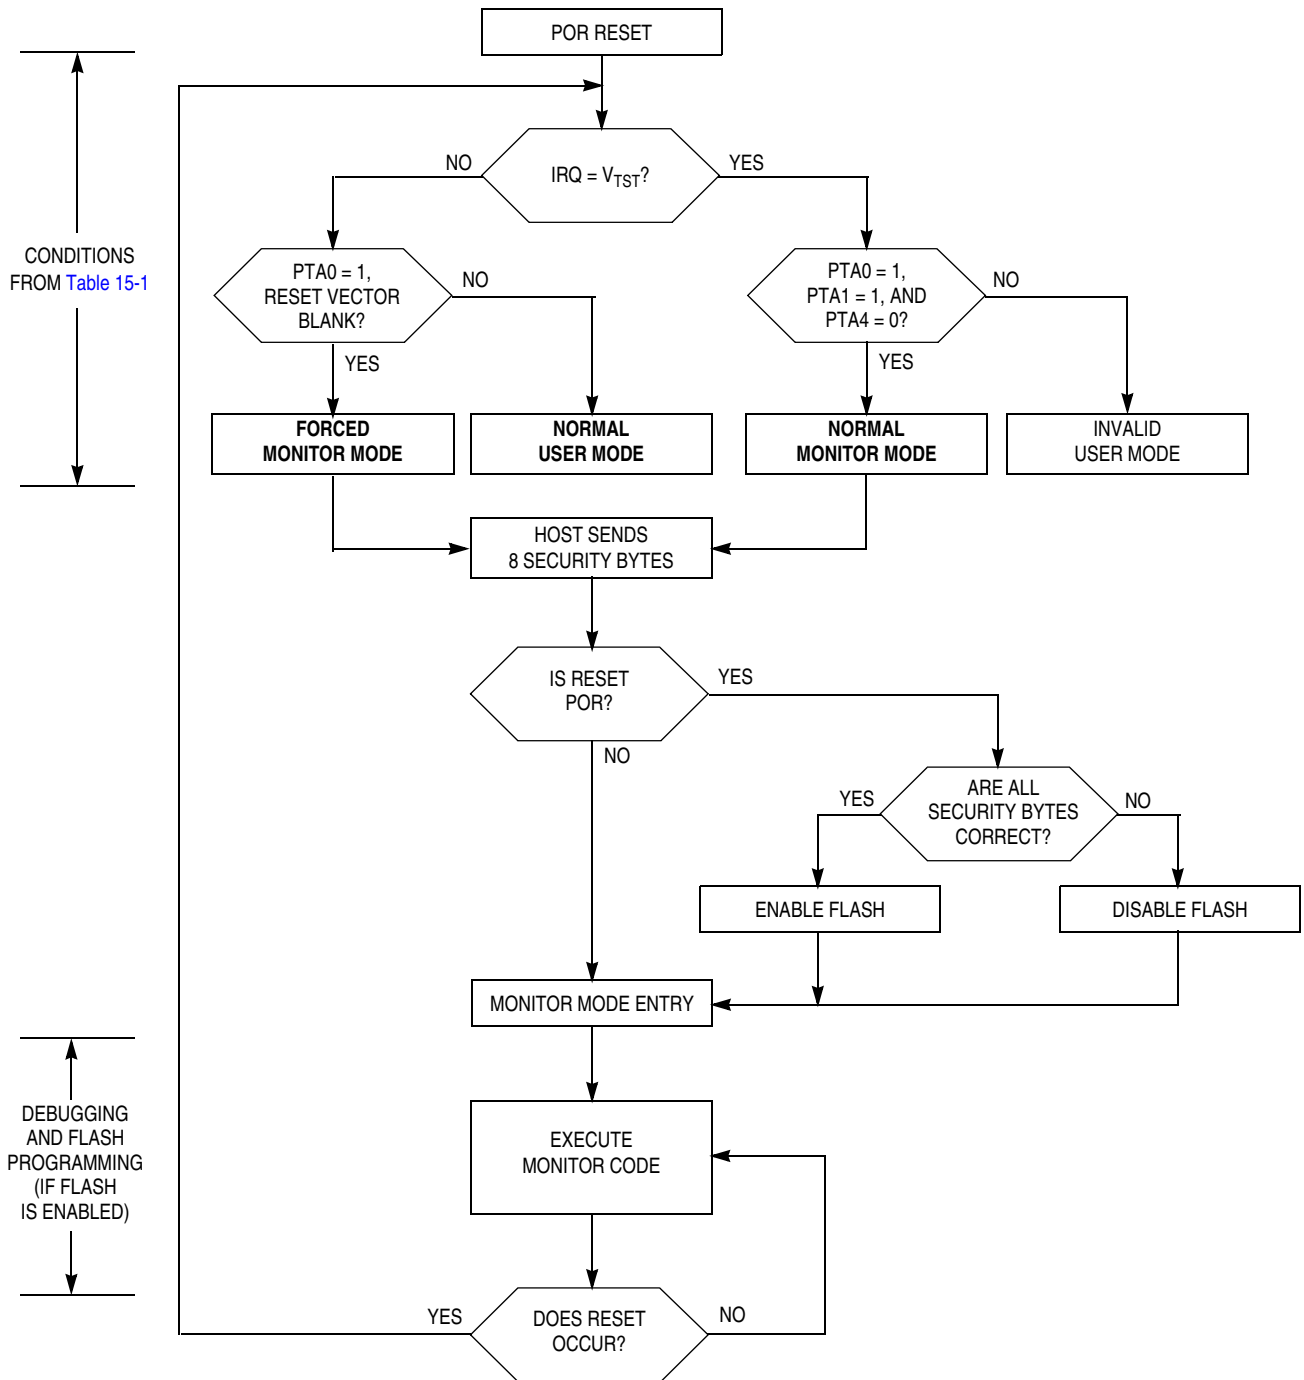 POR RESET
NO
IRQ = VTST?
YES
CONDITIONS
FROM Table 15-1
PTA0 = 1,
RESET VECTOR
BLANK?
NO
YES
PTA0 = 1,
PTA1 = 1, AND
PTA4 = 0?
NO
YES
FORCED
MONITOR MODE
NORMAL
USER MODE
NORMAL
MONITOR MODE
INVALID
USER MODE
HOST SENDS
8 SECURITY BYTES
IS RESET
POR?
YES
NO
YES
ARE ALL
SECURITY BYTES
CORRECT?
NO
ENABLE FLASH
DISABLE FLASH
MONITOR MODE ENTRY
DEBUGGING
AND FLASH
PROGRAMMING
(IF FLASH
IS ENABLED)
EXECUTE
MONITOR CODE
YES
DOES RESET
OCCUR?
NO